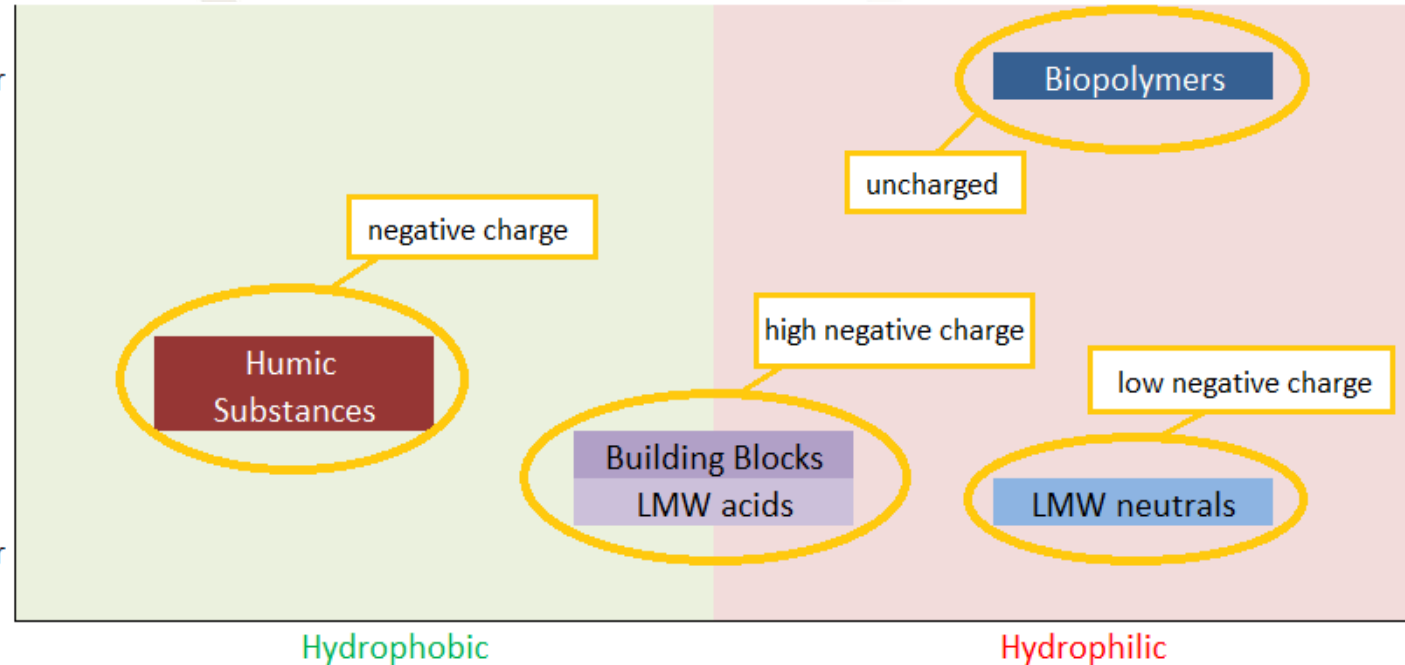 Biopolymers
uncharged
negative charge
high negative charge
Humic
Substances
low negative charge
Building Blocks
LMW acids
LMW neutrals
Hydrophobic
Hydrophilic